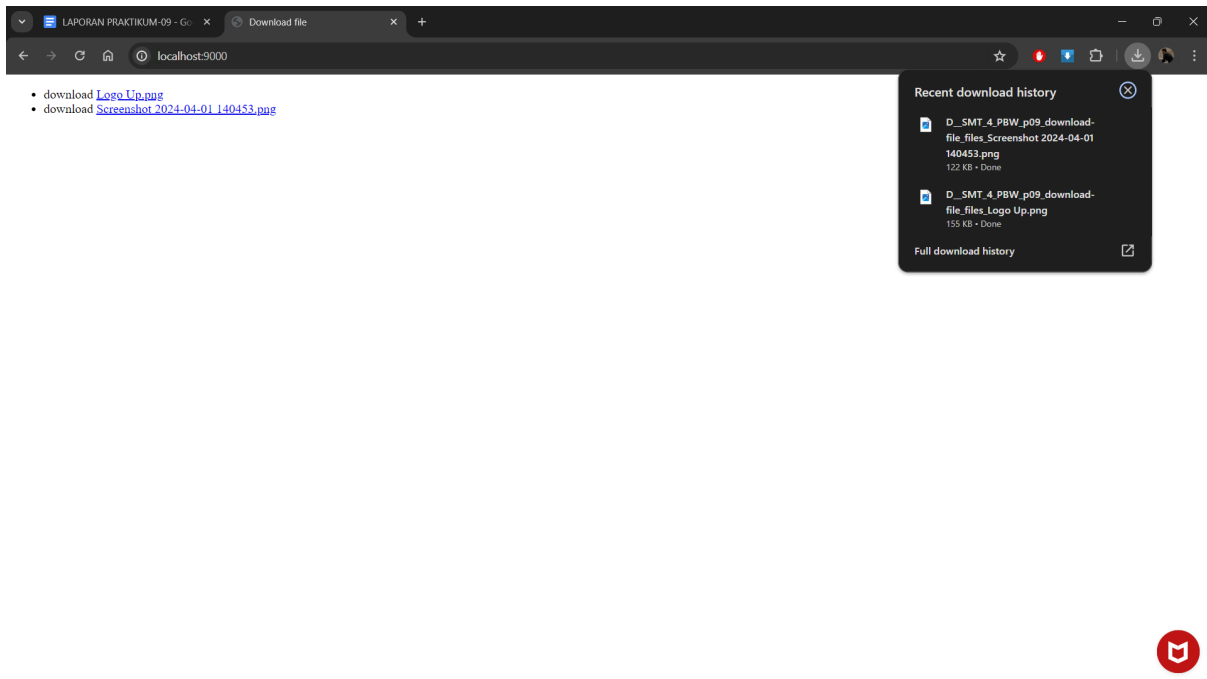 LAPORAN PRAKTIKUM-09 - Go
Download file
localhost:9000
download Logo Up.png
download Screenshot 2024-04-01 140453.png
Recent download history
D__SMT_4_PBW_p09_download-
file_files_Screenshot 2024-04-01
140453.png
122 KB • Done
D__SMT_4_PBW_p09_download-
file_files_Logo Up.png
155 KB • Done
Full download history